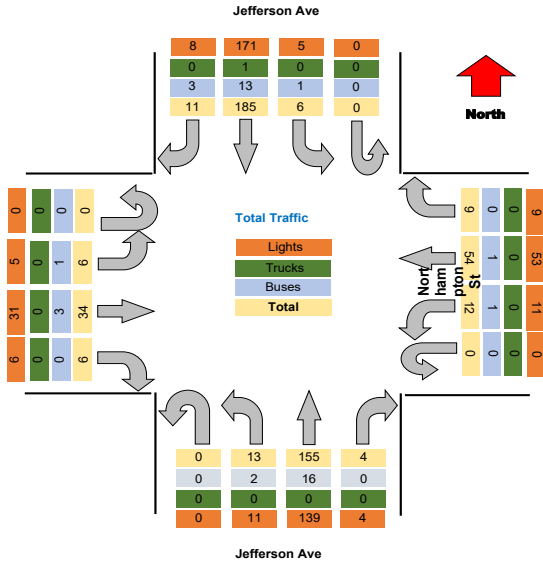 Jefferson Ave
8 171 5 0
0 1 0 0
3 13 1 0
11 185 6 0
North
0 0 0 0
5 0 1 6
31 0 3 34
6 0 0 6
Total Traffic
Lights
Trucks
Buses
Total
9 0 0 9
54 1 0 53
12 1 0 11
0 0 0 0
Nort
ham
pton
St
0 13 155 4
0 2 16 0
0 0 0 0
0 11 139 4
Jefferson Ave